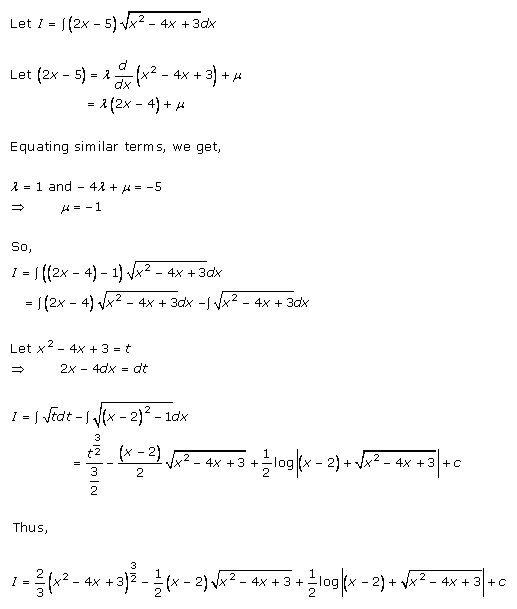 Let I = ∫(2x − 5)√(x² − 4x + 3)dx
Let (2x − 5) = λ d/dx (x² − 4x + 3) + μ
= λ(2x − 4) + μ
Equating similar terms, we get,
λ = 1 and − 4λ + μ = −5
⇒ μ = −1
So,
I = ∫((2x − 4) − 1)√(x² − 4x + 3)dx
= ∫(2x − 4)√(x² − 4x + 3)dx − ∫√(x² − 4x + 3)dx
Let x² − 4x + 3 = t
⇒ 2x − 4dx = dt
I = ∫√t dt − ∫√((x − 2)² − 1)dx
= t^(3/2)/(3/2) − (x − 2)/2 √(x² − 4x + 3) + 1/2 log|(x − 2) + √(x² − 4x + 3)| + c
Thus,
I = 2/3 (x² − 4x + 3)^(3/2) − 1/2 (x − 2)√(x² − 4x + 3) + 1/2 log|(x − 2) + √(x² − 4x + 3)| + c